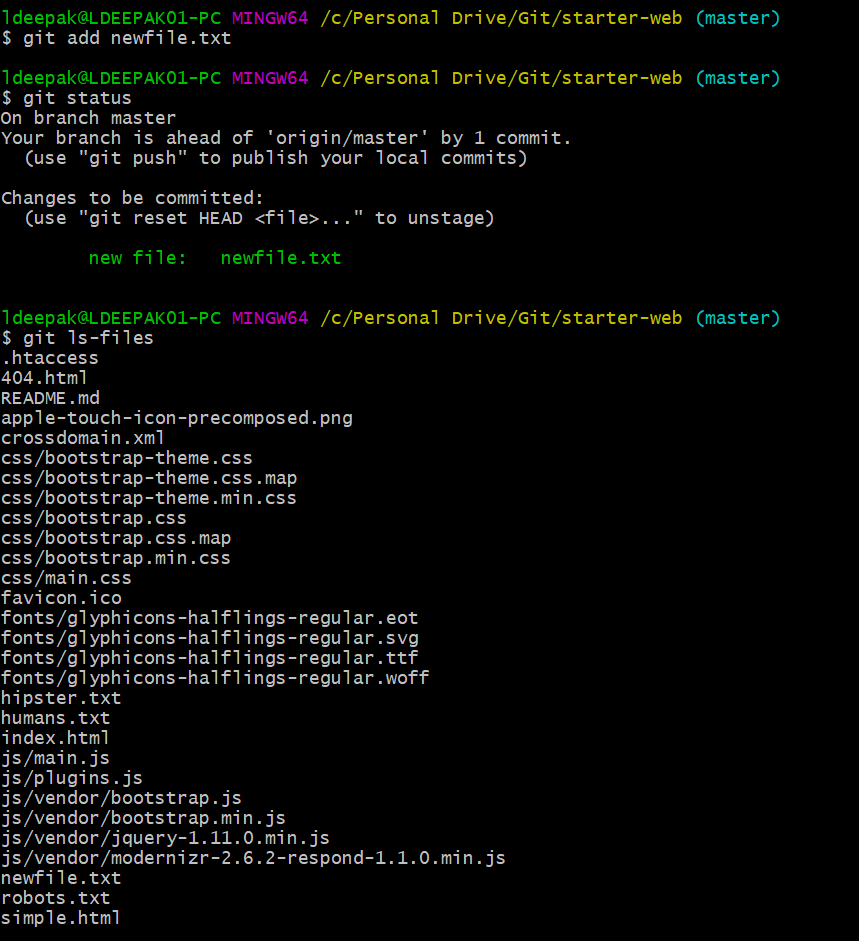 ldeepak@LDEEPAK01-PC MINGW64 /c/Personal Drive/Git/starter-web (master)
$ git add newfile.txt
ldeepak@LDEEPAK01-PC MINGW64 /c/Personal Drive/Git/starter-web (master)
$ git status
On branch master
Your branch is ahead of 'origin/master' by 1 commit.
  (use "git push" to publish your local commits)
Changes to be committed:
  (use "git reset HEAD <file>..." to unstage)
        new file:   newfile.txt
ldeepak@LDEEPAK01-PC MINGW64 /c/Personal Drive/Git/starter-web (master)
$ git ls-files
.htaccess
404.html
README.md
apple-touch-icon-precomposed.png
crossdomain.xml
css/bootstrap-theme.css
css/bootstrap-theme.css.map
css/bootstrap-theme.min.css
css/bootstrap.css
css/bootstrap.css.map
css/bootstrap.min.css
css/main.css
favicon.ico
fonts/glyphicons-halflings-regular.eot
fonts/glyphicons-halflings-regular.svg
fonts/glyphicons-halflings-regular.ttf
fonts/glyphicons-halflings-regular.woff
hipster.txt
humans.txt
index.html
js/main.js
js/plugins.js
js/vendor/bootstrap.js
js/vendor/bootstrap.min.js
js/vendor/jquery-1.11.0.min.js
js/vendor/modernizr-2.6.2-respond-1.1.0.min.js
newfile.txt
robots.txt
simple.html